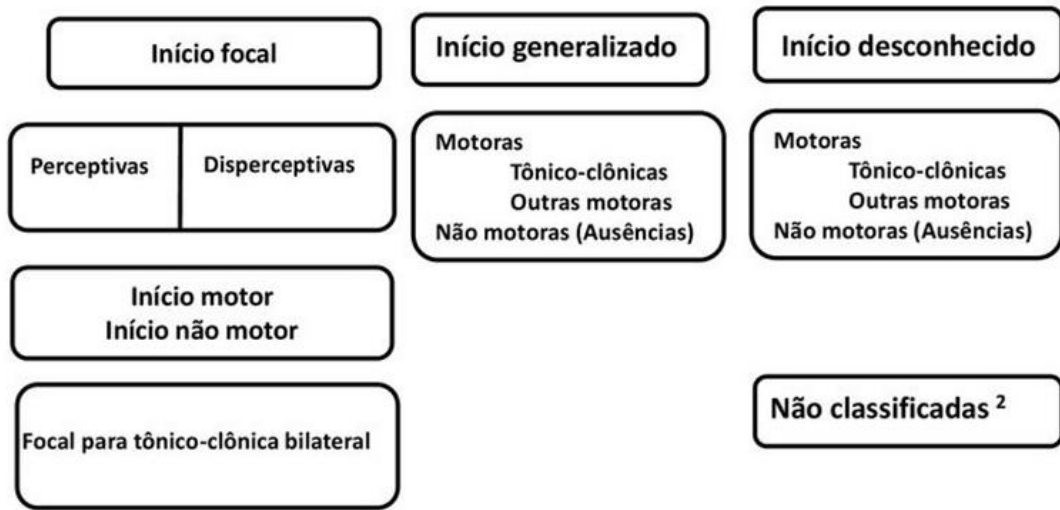 Início focal
Início generalizado
Início desconhecido
Perceptivas
Disperceptivas
Motoras
Tônico-clônicas
Outras motoras
Não motoras (Ausências)
Motoras
Tônico-clônicas
Outras motoras
Não motoras (Ausências)
Início motor
Início não motor
Focal para tônico-clônica bilateral
Não classificadas ²